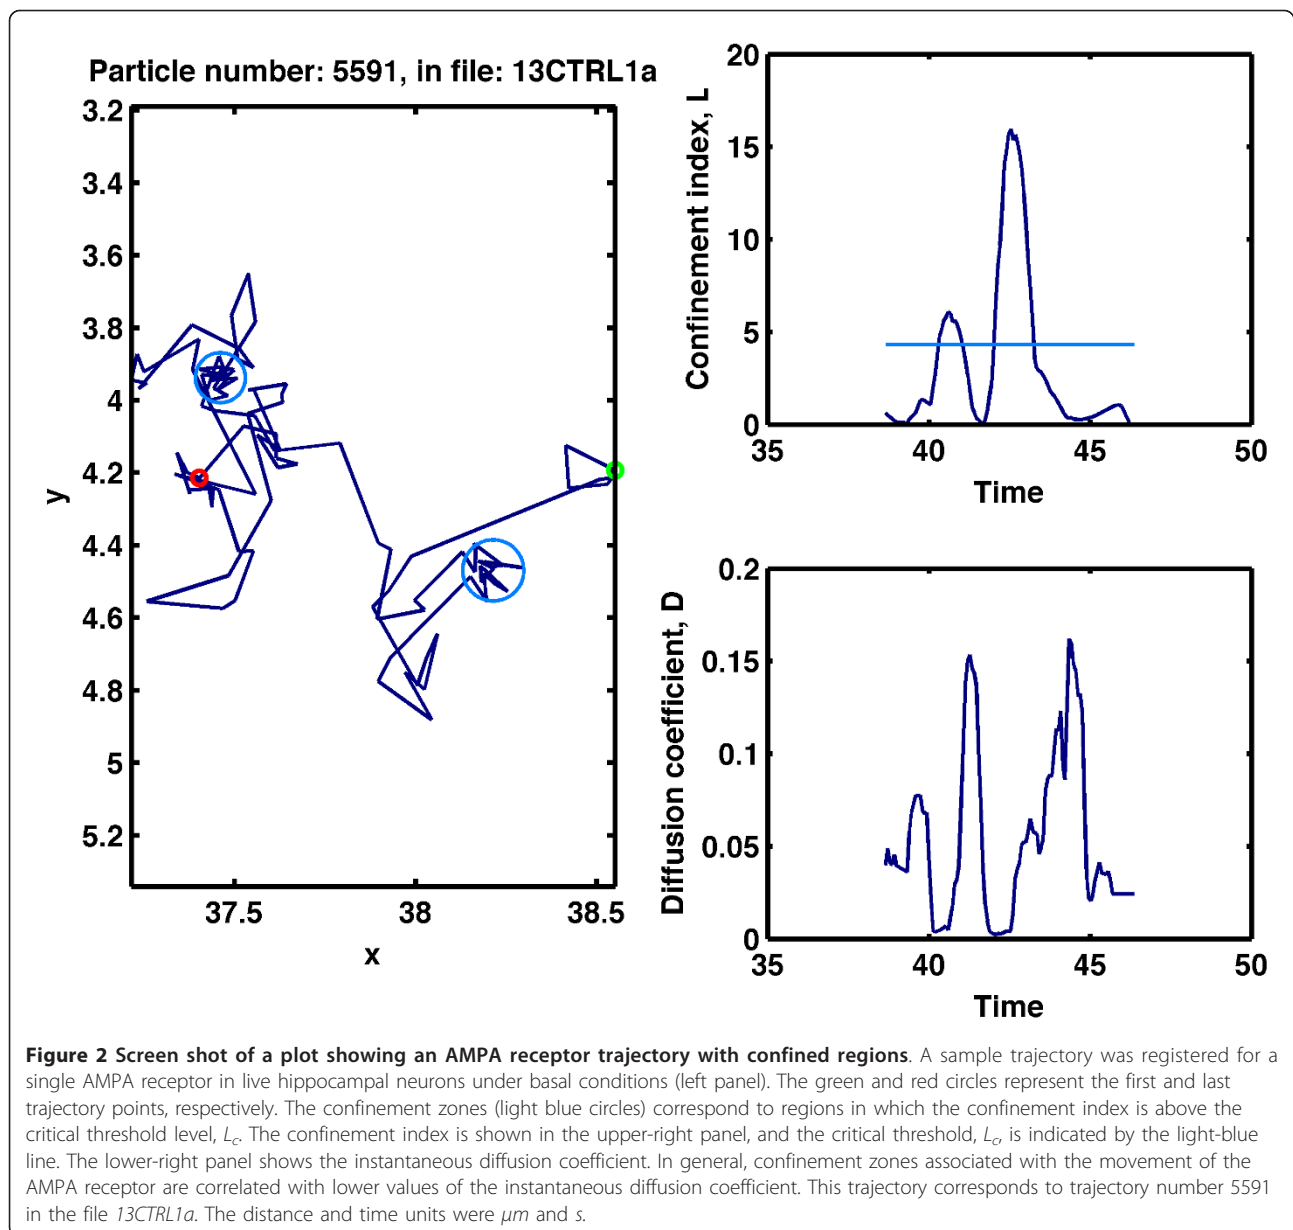 Particle number: 5591, in file: 13CTRL1a
3.2
3.4
3.6
3.8
4
4.2
4.4
4.6
4.8
5
5.2
y
37.5
38
38.5
x
20
15
10
5
0
Confinement index, L
35
40
45
50
Time
0.2
0.15
0.1
0.05
0
Diffusion coefficient, D
35
40
45
50
Time
Figure 2 Screen shot of a plot showing an AMPA receptor trajectory with confined regions. A sample trajectory was registered for a
single AMPA receptor in live hippocampal neurons under basal conditions (left panel). The green and red circles represent the first and last
trajectory points, respectively. The confinement zones (light blue circles) correspond to regions in which the confinement index is above the
critical threshold level, Lc. The confinement index is shown in the upper-right panel, and the critical threshold, Lc, is indicated by the light-blue
line. The lower-right panel shows the instantaneous diffusion coefficient. In general, confinement zones associated with the movement of the
AMPA receptor are correlated with lower values of the instantaneous diffusion coefficient. This trajectory corresponds to trajectory number 5591
in the file 13CTRL1a. The distance and time units were μm and s.